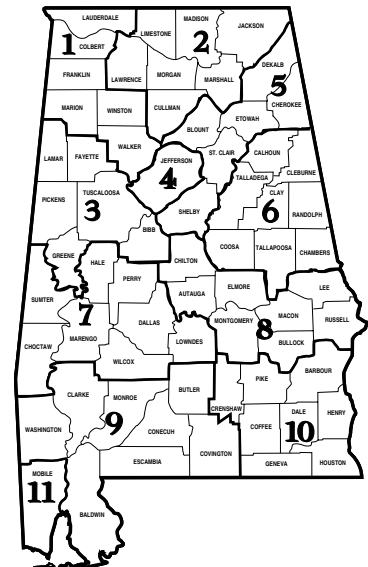 LAUDERDALE
LIMESTONE
MADISON
JACKSON
1
COLBERT
2
FRANKLIN
LAWRENCE
MORGAN
MARSHALL
DEKALB
5
CHEROKEE
MARION
WINSTON
CULLMAN
ETOWAH
BLOUNT
LAMAR
FAYETTE
WALKER
JEFFERSON
ST. CLAIR
CALHOUN
CLEBURNE
4
TALLADEGA
PICKENS
TUSCALOOSA
3
SHELBY
CLAY
6
RANDOLPH
BIBB
COOSA
TALLAPOOSA
CHAMBERS
GREENE
HALE
CHILTON
PERRY
AUTAUGA
ELMORE
LEE
SUMTER
7
DALLAS
MONTGOMERY
8
MACON
RUSSELL
CHOCTAW
MARENGO
LOWNDES
BULLOCK
WILCOX
CLARKE
MONROE
BUTLER
PIKE
BARBOUR
CRENSHAW
WASHINGTON
9
CONECUH
COFFEE
DALE
10
HENRY
COVINGTON
ESCAMBIA
GENEVA
HOUSTON
MOBILE
11
BALDWIN